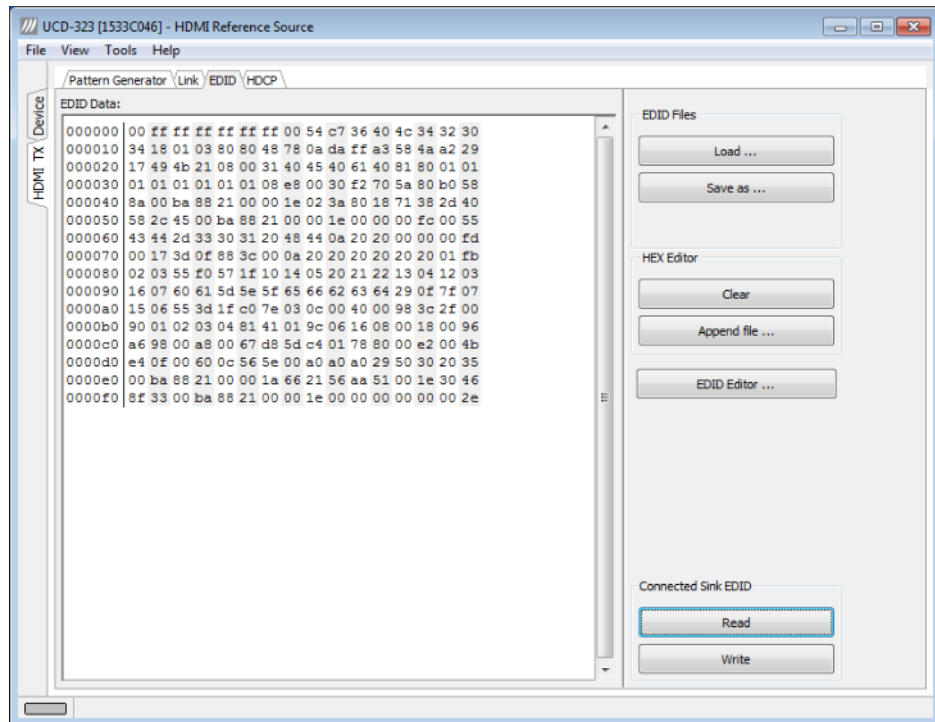 UCD-323 [1533C046] - HDMI Reference Source
File View Tools Help
Pattern Generator Link EDID HDCP
Device
HDMI TX
EDID Data:
000000 00 ff ff ff ff ff ff 00 54 c7 36 40 4c 34 32 30
000010 34 18 01 03 80 80 48 78 0a da ff a3 58 4a a2 29
000020 17 49 4b 21 08 00 31 40 45 40 61 40 81 80 01 01
000030 01 01 01 01 01 01 08 e8 00 30 f2 70 5a 80 b0 58
000040 8a 00 ba 88 21 00 00 1e 02 3a 80 18 71 38 2d 40
000050 58 2c 45 00 ba 88 21 00 00 1e 00 00 00 fc 00 55
000060 43 44 2d 33 30 31 20 48 44 0a 20 20 00 00 00 fd
000070 00 17 3d 0f 88 3c 00 0a 20 20 20 20 20 20 01 fb
000080 02 03 55 f0 57 1f 10 14 05 20 21 22 13 04 12 03
000090 16 07 60 61 5d 5e 5f 65 66 62 63 64 29 0f 7f 07
0000a0 15 06 55 3d 1f c0 7e 03 0c 00 40 00 98 3c 2f 00
0000b0 90 01 02 03 04 81 41 01 9c 06 16 08 00 18 00 96
0000c0 a6 98 00 a8 00 67 d8 5d c4 01 78 80 00 e2 00 4b
0000d0 e4 0f 00 60 0c 56 5e 00 a0 a0 a0 29 50 30 20 35
0000e0 00 ba 88 21 00 00 1a 66 21 56 aa 51 00 1e 30 46
0000f0 8f 33 00 ba 88 21 00 00 1e 00 00 00 00 00 00 2e
EDID Files
Load ...
Save as ...
HEX Editor
Clear
Append file ...
EDID Editor ...
Connected Sink EDID
Read
Write